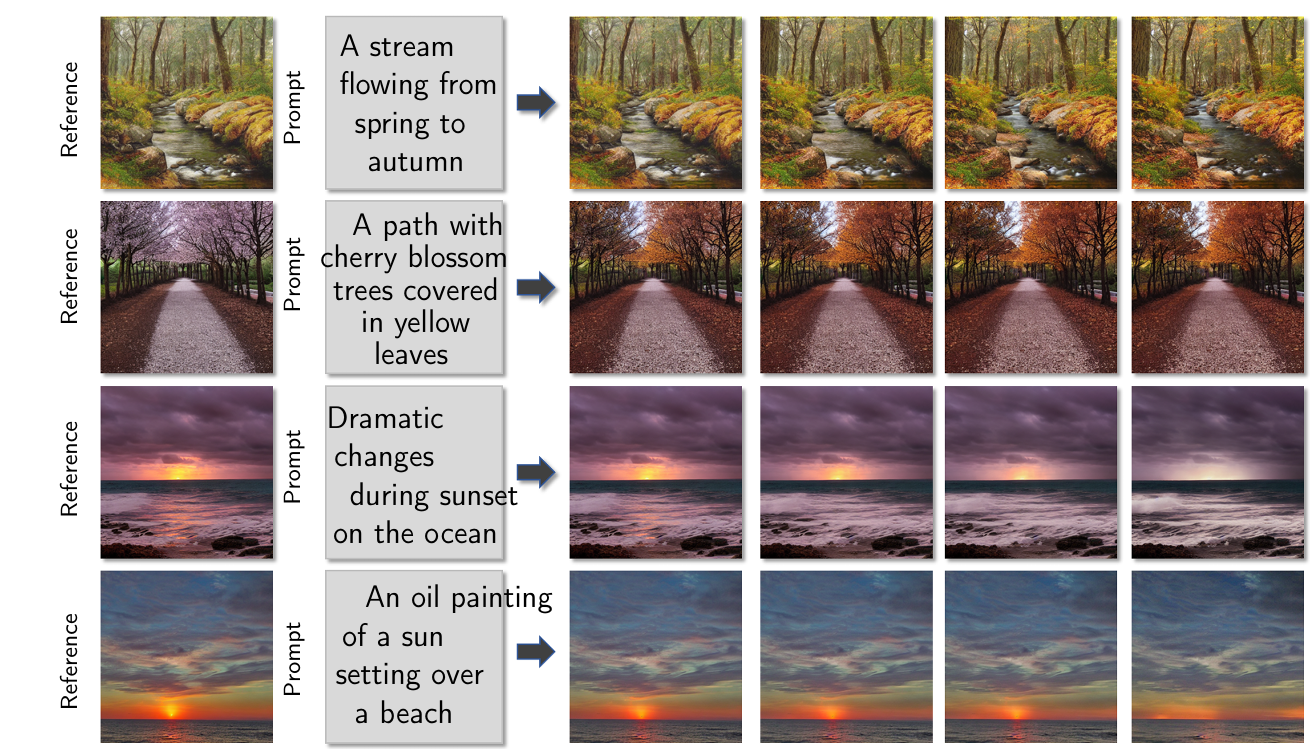 Reference
Prompt
A stream
flowing from
spring to
autumn
Reference
Prompt
A path with
cherry blossom
trees covered
in yellow
leaves
Reference
Prompt
Dramatic
changes
during sunset
on the ocean
Reference
Prompt
An oil painting
of a sun
setting over
a beach